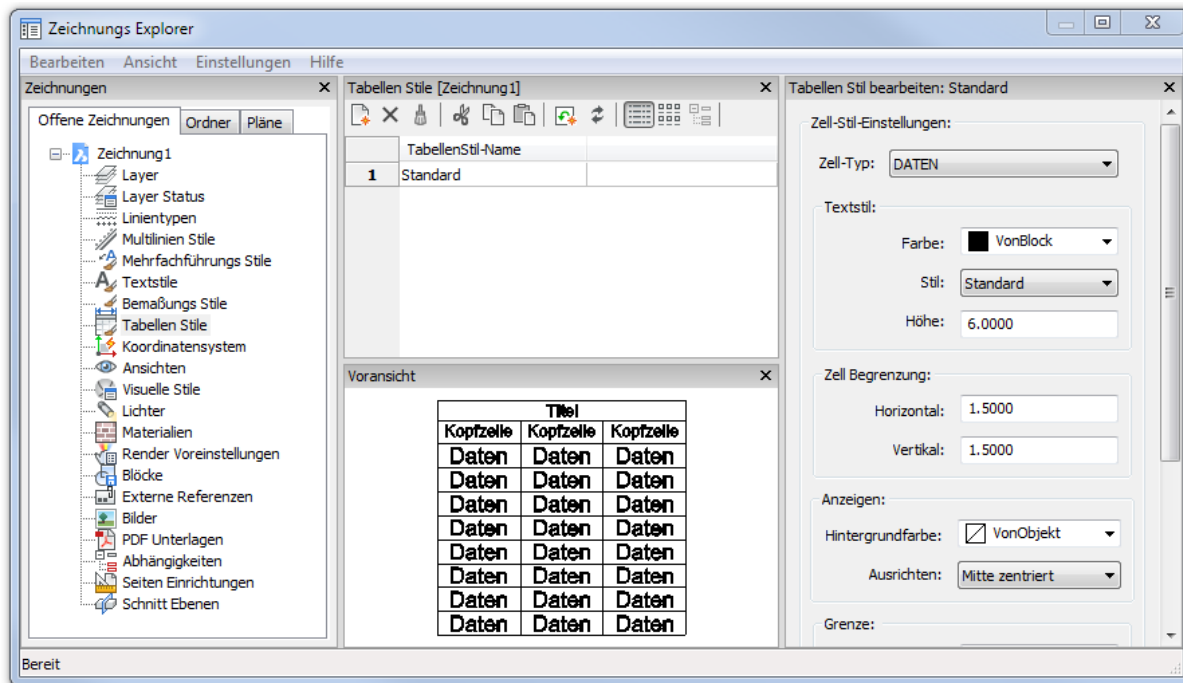 Zeichnungs Explorer
Bearbeiten Ansicht Einstellungen Hilfe
Zeichnungen
Offene Zeichnungen Ordner Pläne
Zeichnung1
Layer
Layer Status
Linientypen
Multilinien Stile
Mehrfachführungs Stile
Textstile
Bemaßungs Stile
Tabellen Stile
Koordinatensystem
Ansichten
Visuelle Stile
Lichter
Materialien
Render Voreinstellungen
Blöcke
Externe Referenzen
Bilder
PDF Unterlagen
Abhängigkeiten
Seiten Einrichtungen
Schnitt Ebenen
Tabellen Stile [Zeichnung1]
TabellenStil-Name
1 Standard
Voransicht
Titel
Kopfzelle Kopfzelle Kopfzelle
Daten Daten Daten
Daten Daten Daten
Daten Daten Daten
Daten Daten Daten
Daten Daten Daten
Daten Daten Daten
Daten Daten Daten
Daten Daten Daten
Tabellen Stil bearbeiten: Standard
Zell-Stil-Einstellungen:
Zell-Typ: DATEN
Textstil:
Farbe: VonBlock
Stil: Standard
Höhe: 6.0000
Zell Begrenzung:
Horizontal: 1.5000
Vertikal: 1.5000
Anzeigen:
Hintergrundfarbe: VonObjekt
Ausrichten: Mitte zentriert
Grenze:
Bereit